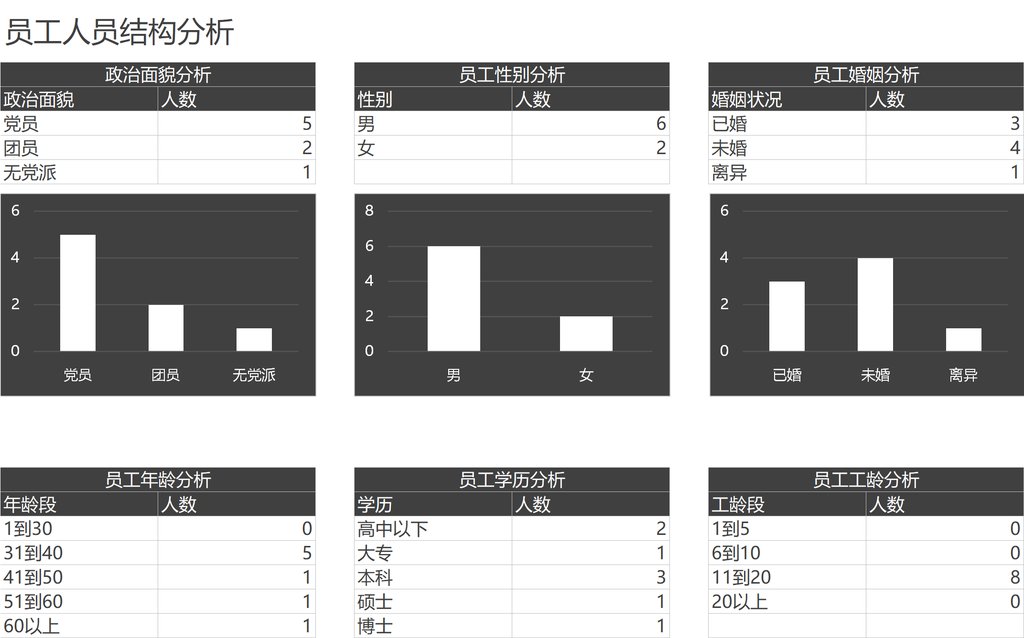 员工人员结构分析
政治面貌分析
政治面貌 人数
党员 5
团员 2
无党派 1
员工性别分析
性别 人数
男 6
女 2
员工婚姻分析
婚姻状况 人数
已婚 3
未婚 4
离异 1
6
4
2
0
党员 团员 无党派
8
6
4
2
0
男 女
6
4
2
0
已婚 未婚 离异
员工年龄分析
年龄段 人数
1到30 0
31到40 5
41到50 1
51到60 1
60以上 1
员工学历分析
学历 人数
高中以下 2
大专 1
本科 3
硕士 1
博士 1
员工工龄分析
工龄段 人数
1到5 0
6到10 0
11到20 8
20以上 0